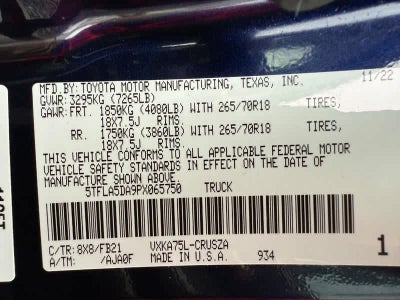 MFD.BY:TOYOTA MOTOR MANUFACTURING, TEXAS, INC. 11/22
GVWR: 3295KG (7265LB)
GAWR:FRT. 1850KG (4080LB) WITH 265/70R18 TIRES,
18X7.5J RIMS.
RR. 1750KG (3860LB) WITH 265/70R18 TIRES,
18X7.5J RIMS.
THIS VEHICLE CONFORMS TO ALL APPLICABLE FEDERAL MOTOR
VEHICLE SAFETY STANDARDS IN EFFECT ON THE DATE OF
MANUFACTURE SHOWN ABOVE.
5TFLA5DA9PX065750 TRUCK
C/TR: 8X8/FB21 VXKA75L-CRUSZA
A/TM: /AJA0F MADE IN U.S.A. 934 1